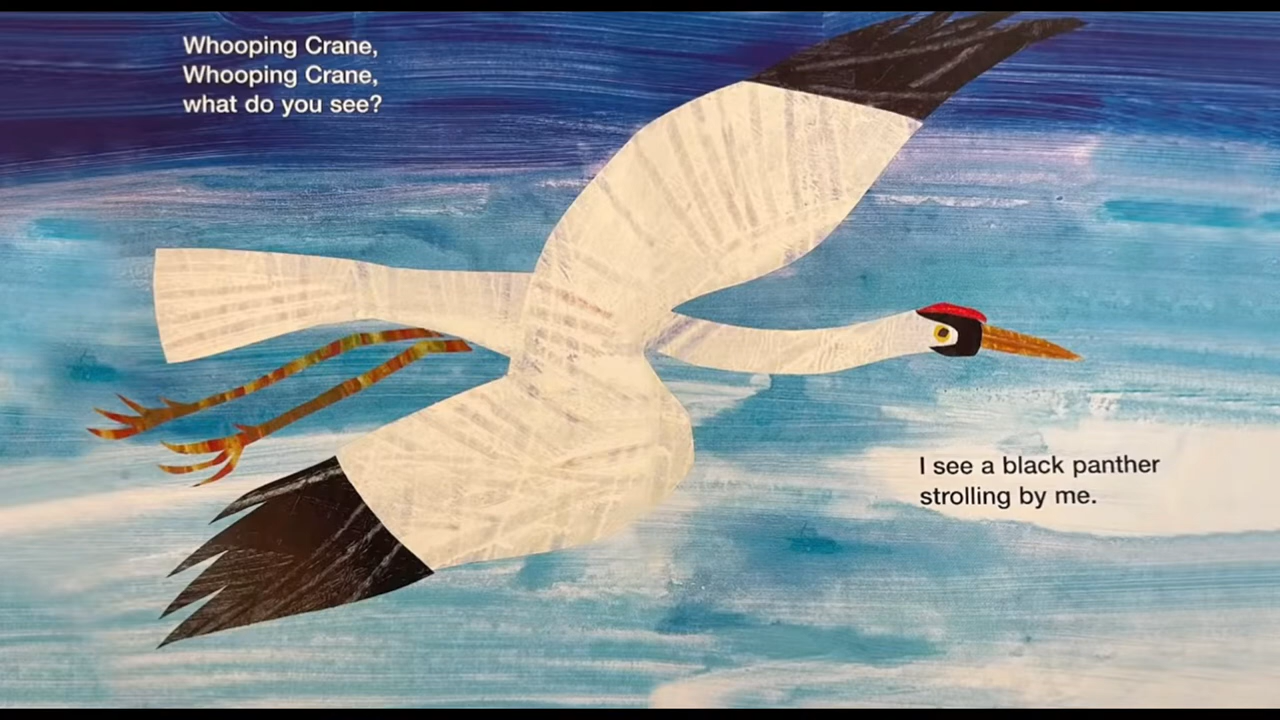 Whooping Crane,
Whooping Crane,
what do you see?
I see a black panther
strolling by me.